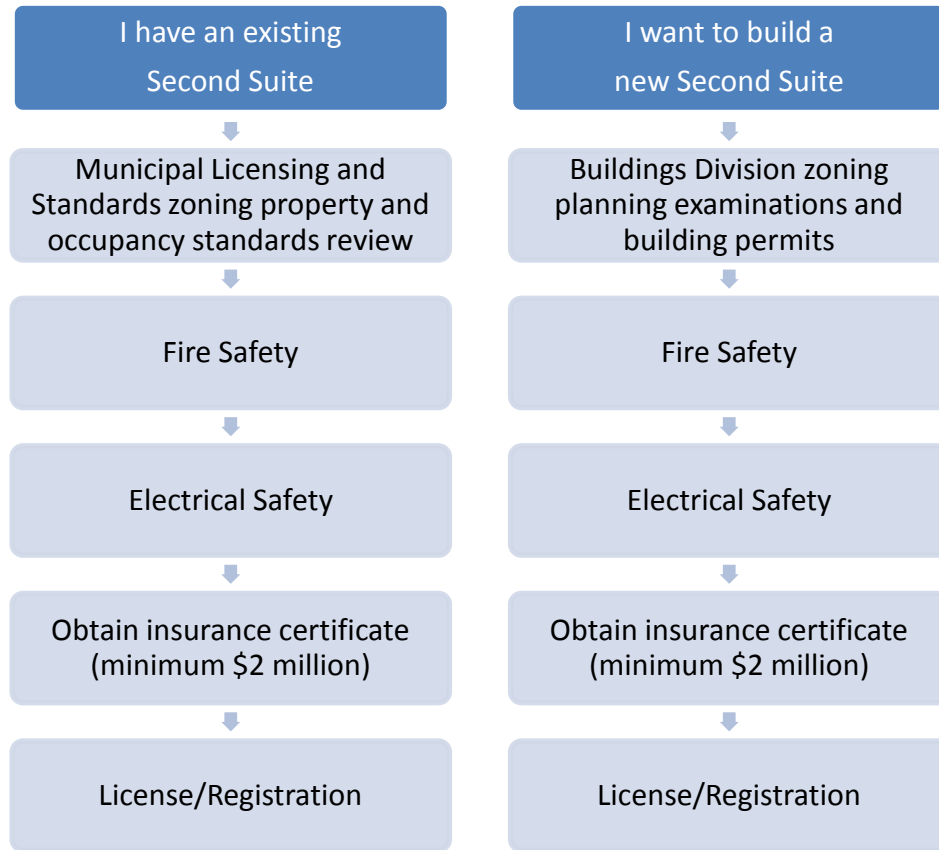 I have an existing
Second Suite
Municipal Licensing and
Standards zoning property and
occupancy standards review
Fire Safety
Electrical Safety
Obtain insurance certificate
(minimum $2 million)
License/Registration
I want to build a
new Second Suite
Buildings Division zoning
planning examinations and
building permits
Fire Safety
Electrical Safety
Obtain insurance certificate
(minimum $2 million)
License/Registration